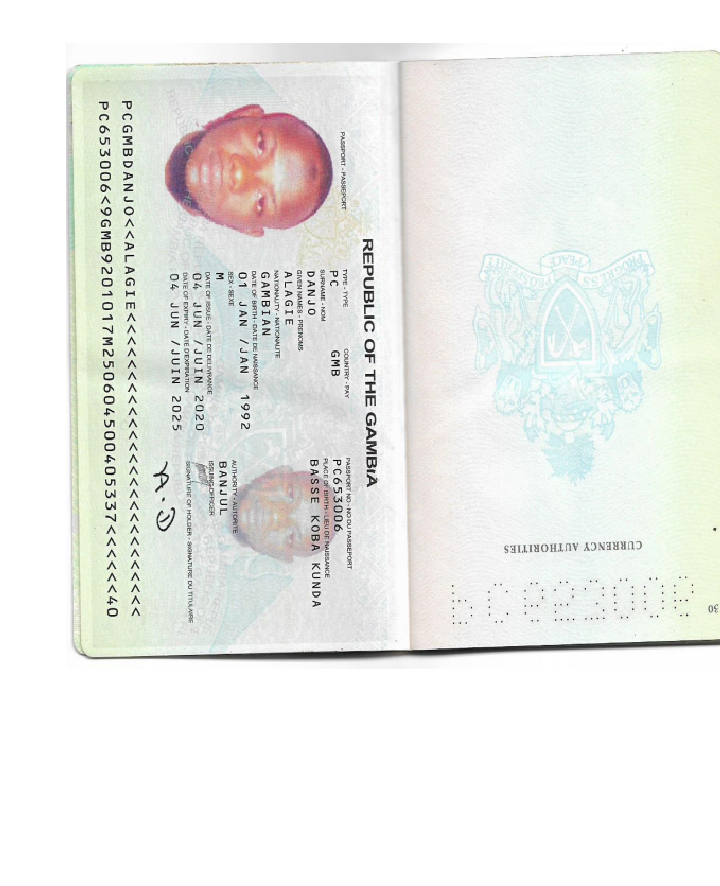 REPUBLIC OF THE GAMBIA
PASSPORT - PASSEPORT
TYPE - TYPE
COUNTRY - PAY
PASSPORT NO - NO DU PASSEPORT
PC
GMB
PC653006
SURNAME - NOM
PLACE OF BIRTH - LIEU DE NAISSANCE
DANJO
BASSE KOBA KUNDA
GIVEN NAMES - PRENOMS
ALAGIE
NATIONALITY - NATIONALITE
GAMBIAN
DATE OF BIRTH - DATE DE NAISSANCE
01 JAN /JAN 1992
SEX - SEXE
AUTHORITY - AUTORITE
M
BANJUL
DATE OF ISSUE - DATE DE DELIVRANCE
ISSUING OFFICER
04 JUN /JUIN 2020
DATE OF EXPIRY - DATE D'EXPIRATION
SIGNATURE OF HOLDER - SIGNATURE DU TITULAIRE
04 JUN /JUIN 2025
A.D
PCGMBDANJO<<ALAGIE<<<<<<<<<<<<<<<<<<<<<<<<<<
PC653006<9GMB9201017M250604500405337<<<<<<40
CURRENCY AUTHORITIES
PROGRESS
PEACE
PROSPERITY
30